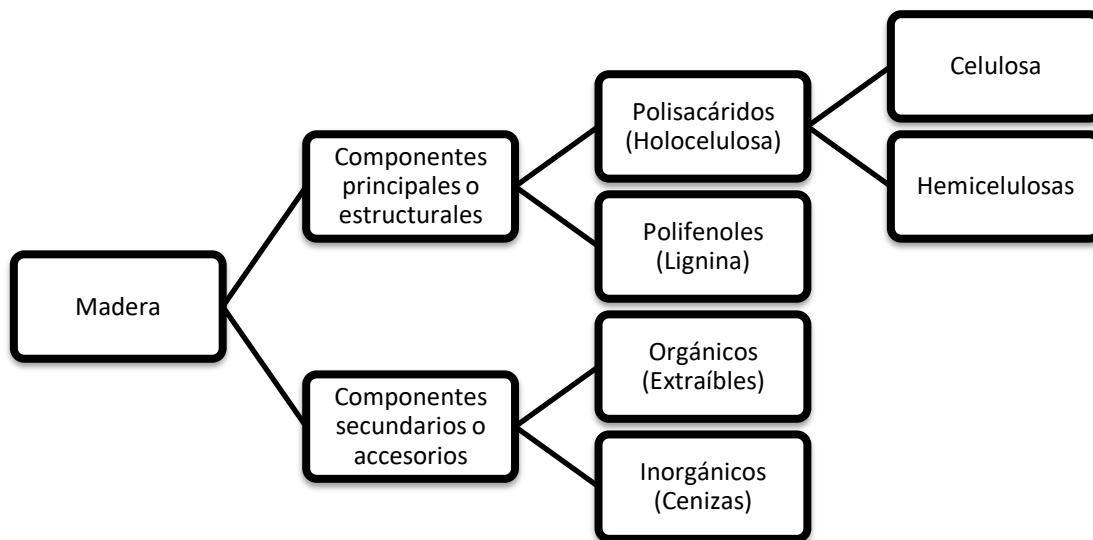 Madera
Componentes
principales o
estructurales
Polisacáridos
(Holocelulosa)
Celulosa
Hemicelulosas
Polifenoles
(Lignina)
Componentes
secundarios o
accesorios
Orgánicos
(Extraíbles)
Inorgánicos
(Cenizas)